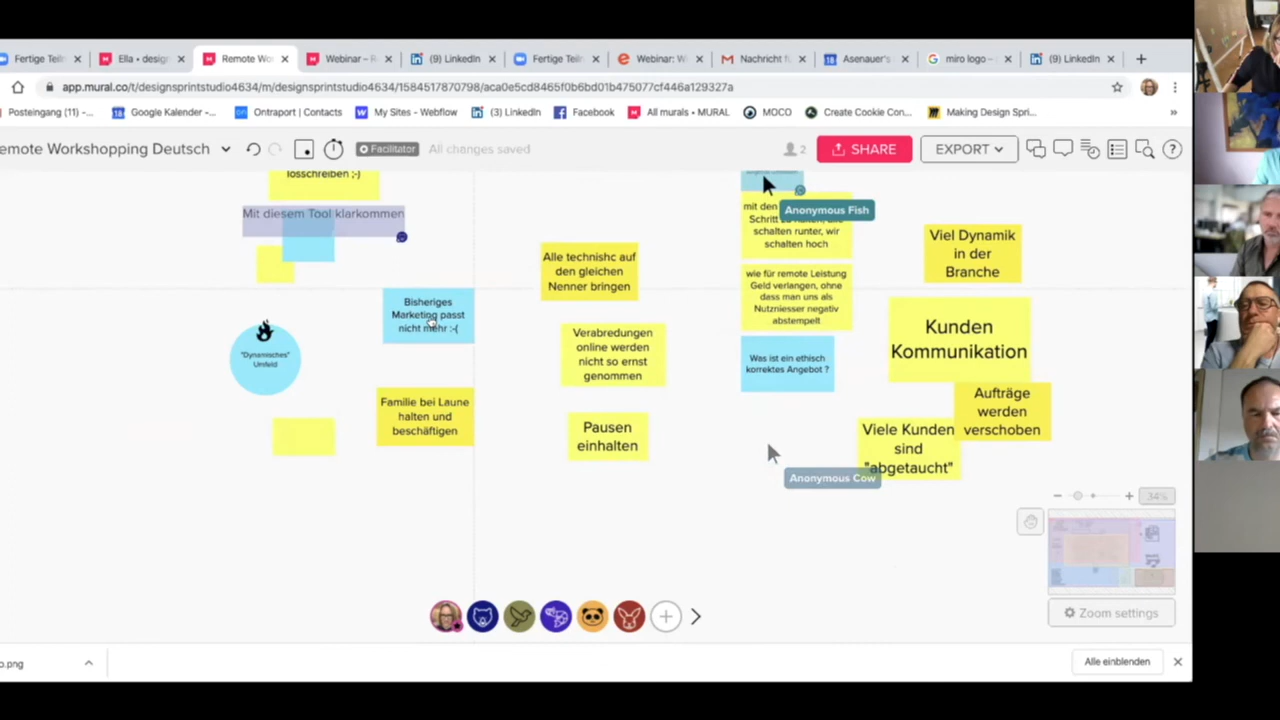 Fertige Teiln
Ella • design
Remote Wo
Webinar – R
(9) LinkedIn
Fertige Teiln
Webinar: W
Nachricht f
Asenauer's
miro logo –
(9) LinkedIn
app.mural.co/t/designsprintstudio4634/m/designsprintstudio4634/1584517870798/aca0e5cd8465f0b6bd01b475077cf446a129327a
Posteingang (11) –...
Google Kalender –...
Ontraport | Contacts
My Sites - Webflow
(3) LinkedIn
Facebook
All murals • MURAL
MOCO
Create Cookie Con...
Making Design Spri...
»
emote Workshopping Deutsch
Facilitator
All changes saved
2
SHARE
EXPORT
losschreiben ;-)
Mit diesem Tool klarkommen
Bisheriges
Marketing passt
nicht mehr :-(
"Dynamisches"
Umfeld
Familie bei Laune
halten und
beschäftigen
Alle technishc auf
den gleichen
Nenner bringen
Verabredungen
online werden
nicht so ernst
genommen
Pausen
einhalten
Anonymous Fish
mit den
Schritt
schalten runter, wir
schalten hoch
wie für remote Leistung
Geld verlangen, ohne
dass man uns als
Nutzniesser negativ
abstempelt
Was ist ein ethisch
korrektes Angebot ?
Anonymous Cow
Viel Dynamik
in der
Branche
Kunden
Kommunikation
Aufträge
werden
verschoben
Viele Kunden
sind
"abgetaucht"
34%
Zoom settings
o.png
Alle einblenden